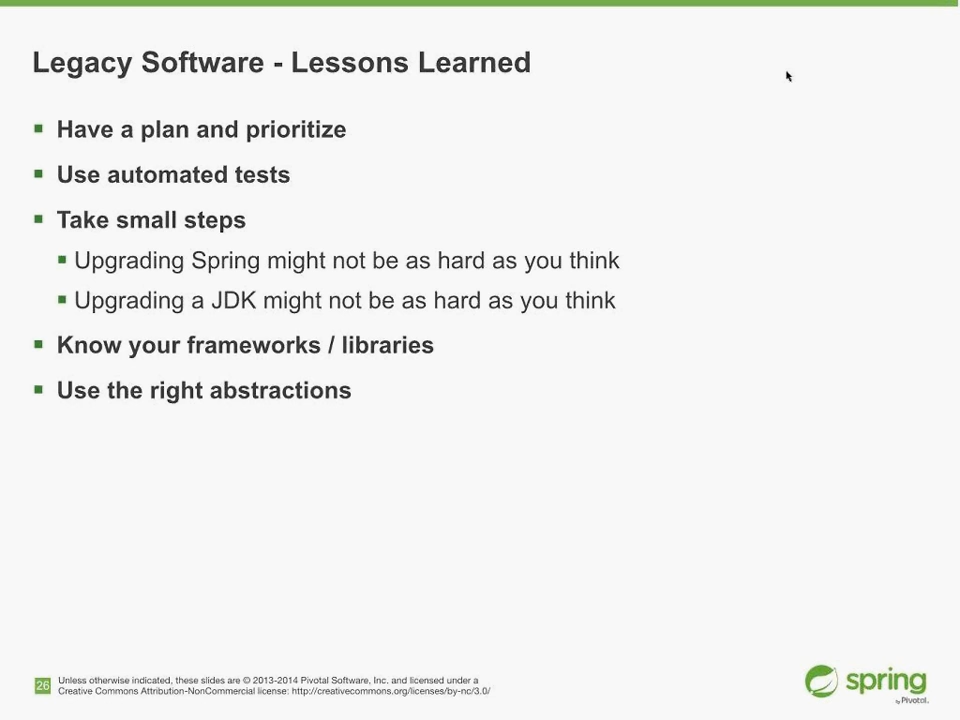 Legacy Software - Lessons Learned
Have a plan and prioritize
Use automated tests
Take small steps
Upgrading Spring might not be as hard as you think
Upgrading a JDK might not be as hard as you think
Know your frameworks / libraries
Use the right abstractions
26
Unless otherwise indicated, these slides are © 2013-2014 Pivotal Software, Inc. and licensed under a
Creative Commons Attribution-NonCommercial license: http://creativecommons.org/licenses/by-nc/3.0/
spring
by Pivotal.